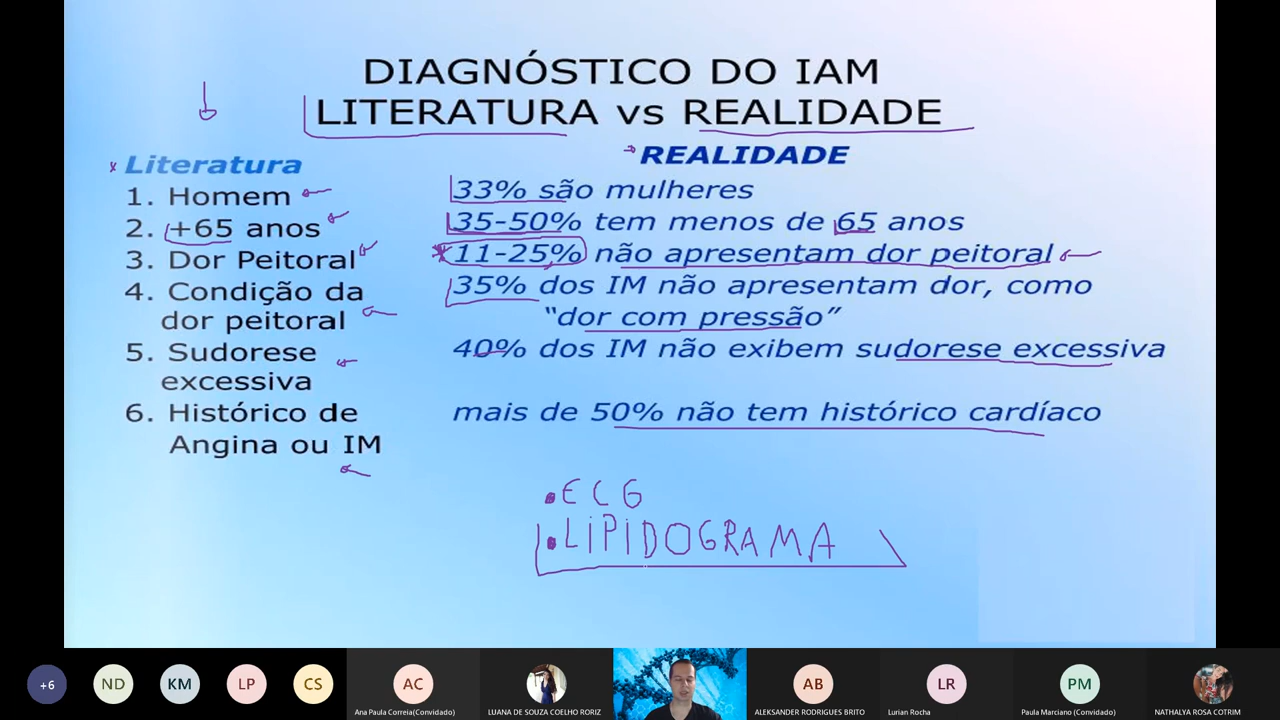 DIAGNÓSTICO DO IAM
LITERATURA vs REALIDADE
Literatura
1. Homem
2. +65 anos
3. Dor Peitoral
4. Condição da
dor peitoral
5. Sudorese
excessiva
6. Histórico de
Angina ou IM
REALIDADE
33% são mulheres
35-50% tem menos de 65 anos
11-25% não apresentam dor peitoral
35% dos IM não apresentam dor, como
“dor com pressão”
40% dos IM não exibem sudorese excessiva
mais de 50% não tem histórico cardíaco
• ECG
• LIPIDOGRAMA
+6
ND
KM
LP
CS
AC
Ana Paula Correia(Convidado)
LUANA DE SOUZA COELHO RORIZ
AB
ALEKSANDER RODRIGUES BRITO
LR
Lurian Rocha
PM
Paula Marciano (Convidado)
NATHALYA ROSA COTRIM